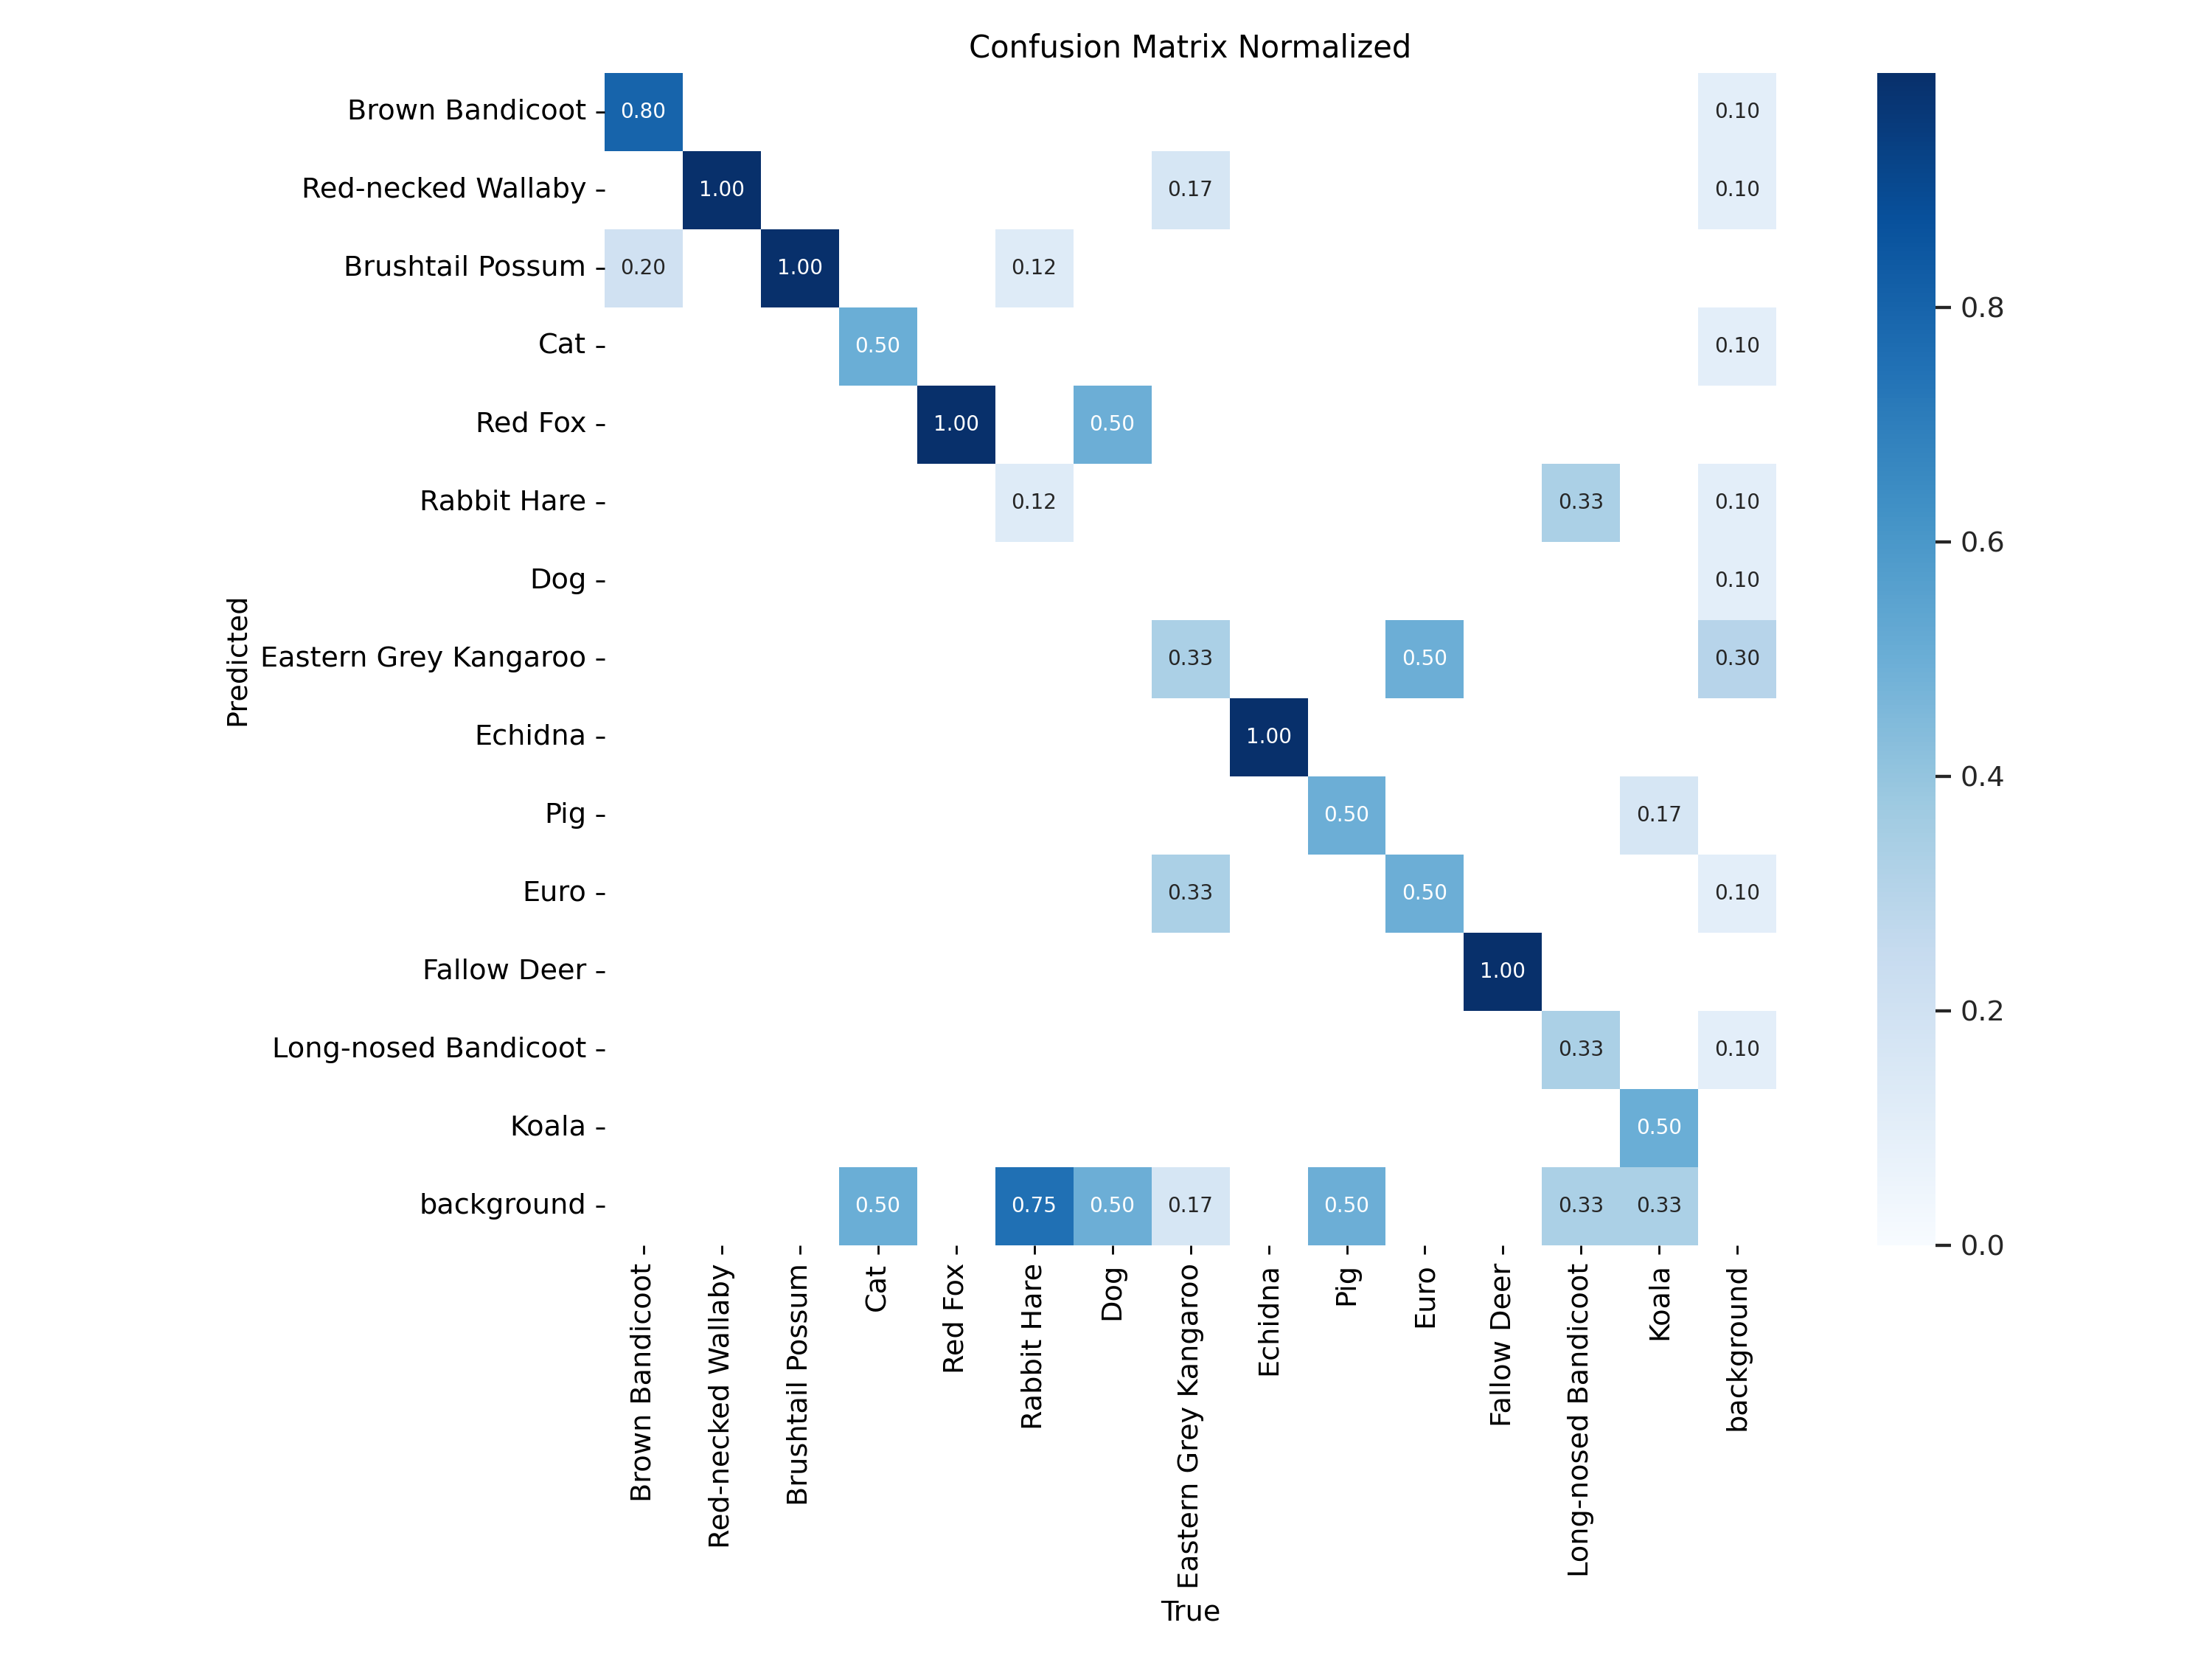 Confusion Matrix Normalized
Brown Bandicoot 0.80 0.10
Red-necked Wallaby 1.00 0.17 0.10
Brushtail Possum 0.20 1.00 0.12
0.8
Cat 0.50 0.10
Red Fox 1.00 0.50
Rabbit Hare 0.12 0.33 0.10
0.6
Dog 0.10
Predicted
Eastern Grey Kangaroo 0.33 0.50 0.30
Echidna 1.00
0.4
Pig 0.50 0.17
Euro 0.33 0.50 0.10
Fallow Deer 1.00
0.2
Long-nosed Bandicoot 0.33 0.10
Koala 0.50
background 0.50 0.75 0.50 0.17 0.50 0.33 0.33
0.0
Brown Bandicoot
Red-necked Wallaby
Brushtail Possum
Cat
Red Fox
Rabbit Hare
Dog
Eastern Grey Kangaroo
Echidna
Pig
Euro
Fallow Deer
Long-nosed Bandicoot
Koala
background
True